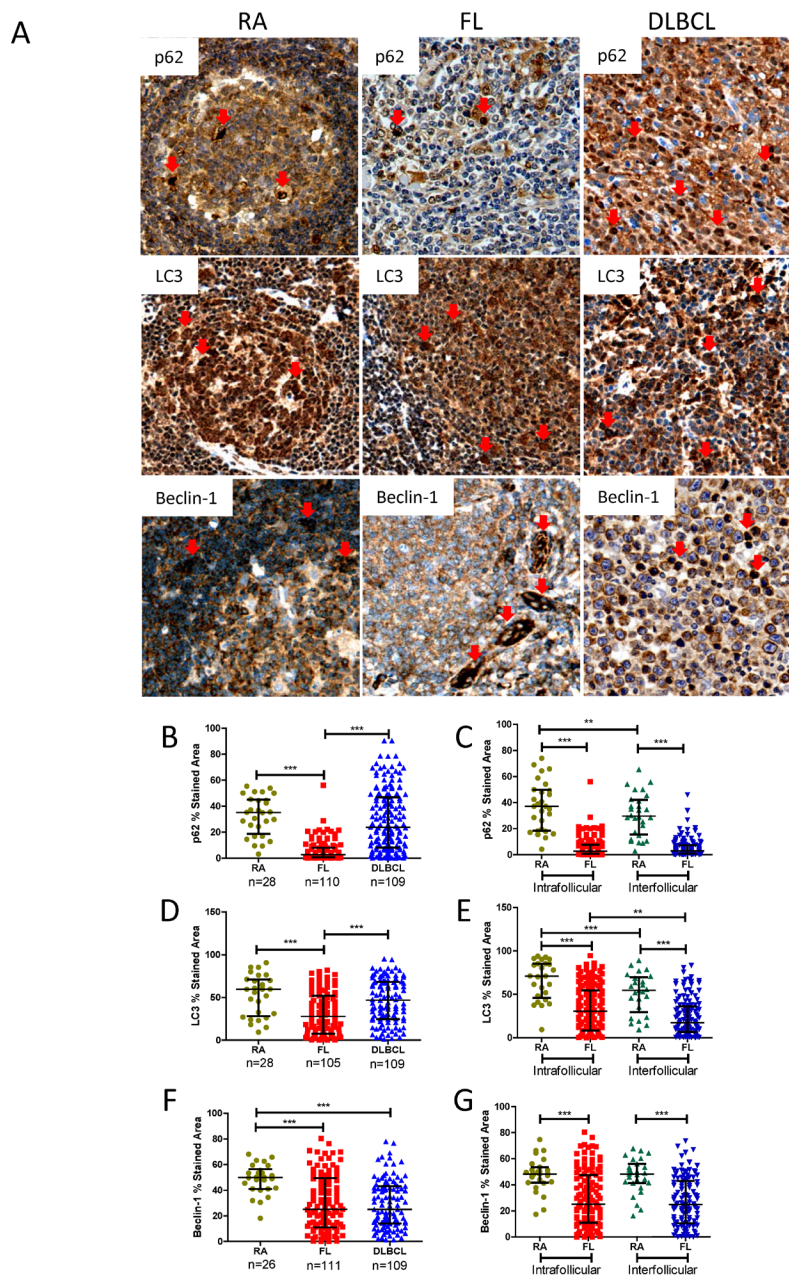 A
RA FL DLBCL
p62 p62 p62
LC3 LC3 LC3
Beclin-1 Beclin-1 Beclin-1
B
p62 % Stained Area
100
80
60
40
20
0
***
***
RA FL DLBCL
n=28 n=110 n=109
C
p62 % Stained Area
100
80
60
40
20
0
**
*** ***
RA FL RA FL
Intrafollicular Interfollicular
D
LC3 % Stained Area
150
100
50
0
*** ***
RA FL DLBCL
n=28 n=105 n=109
E
LC3 % Stained Area
150
100
50
0
**
***
*** ***
RA FL RA FL
Intrafollicular Interfollicular
F
Beclin-1 % Stained Area
100
80
60
40
20
0
***
***
RA FL DLBCL
n=26 n=111 n=109
G
Beclin-1 % Stained Area
100
80
60
40
20
0
*** ***
RA FL RA FL
Intrafollicular Interfollicular